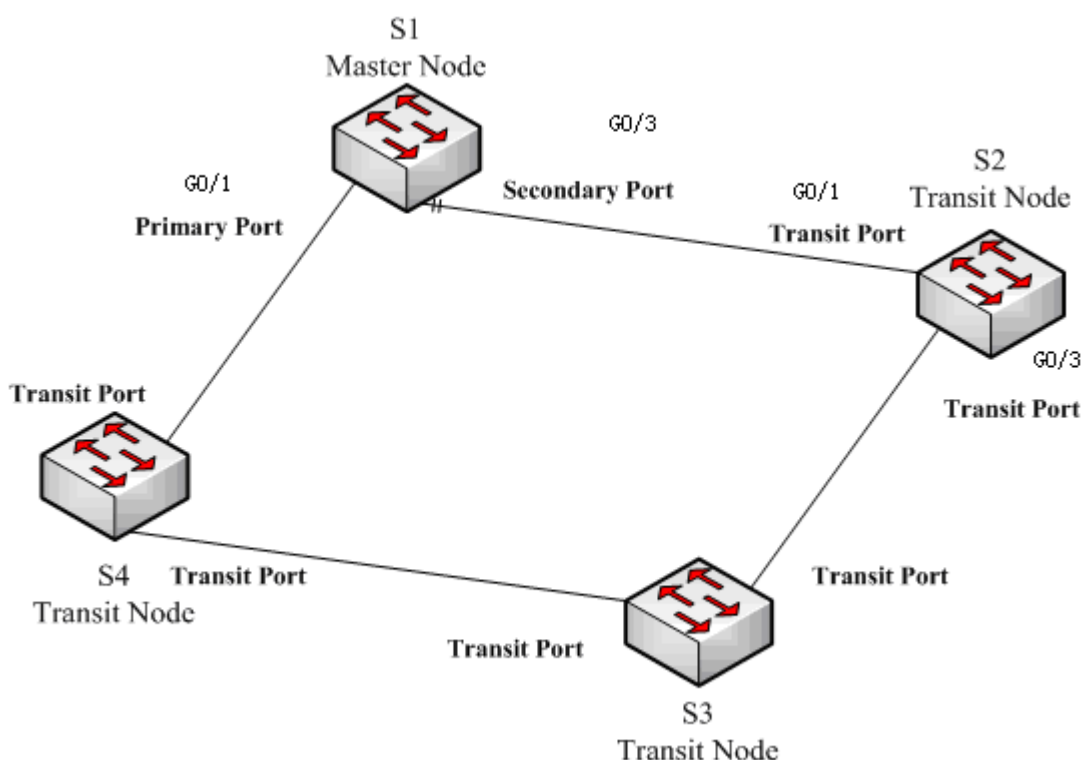 S1
Master Node
G0/3
G0/1
Primary Port
Secondary Port
G0/1
Transit Port
S2
Transit Node
G0/3
Transit Port
Transit Port
S4
Transit Node
Transit Port
Transit Port
Transit Port
S3
Transit Node